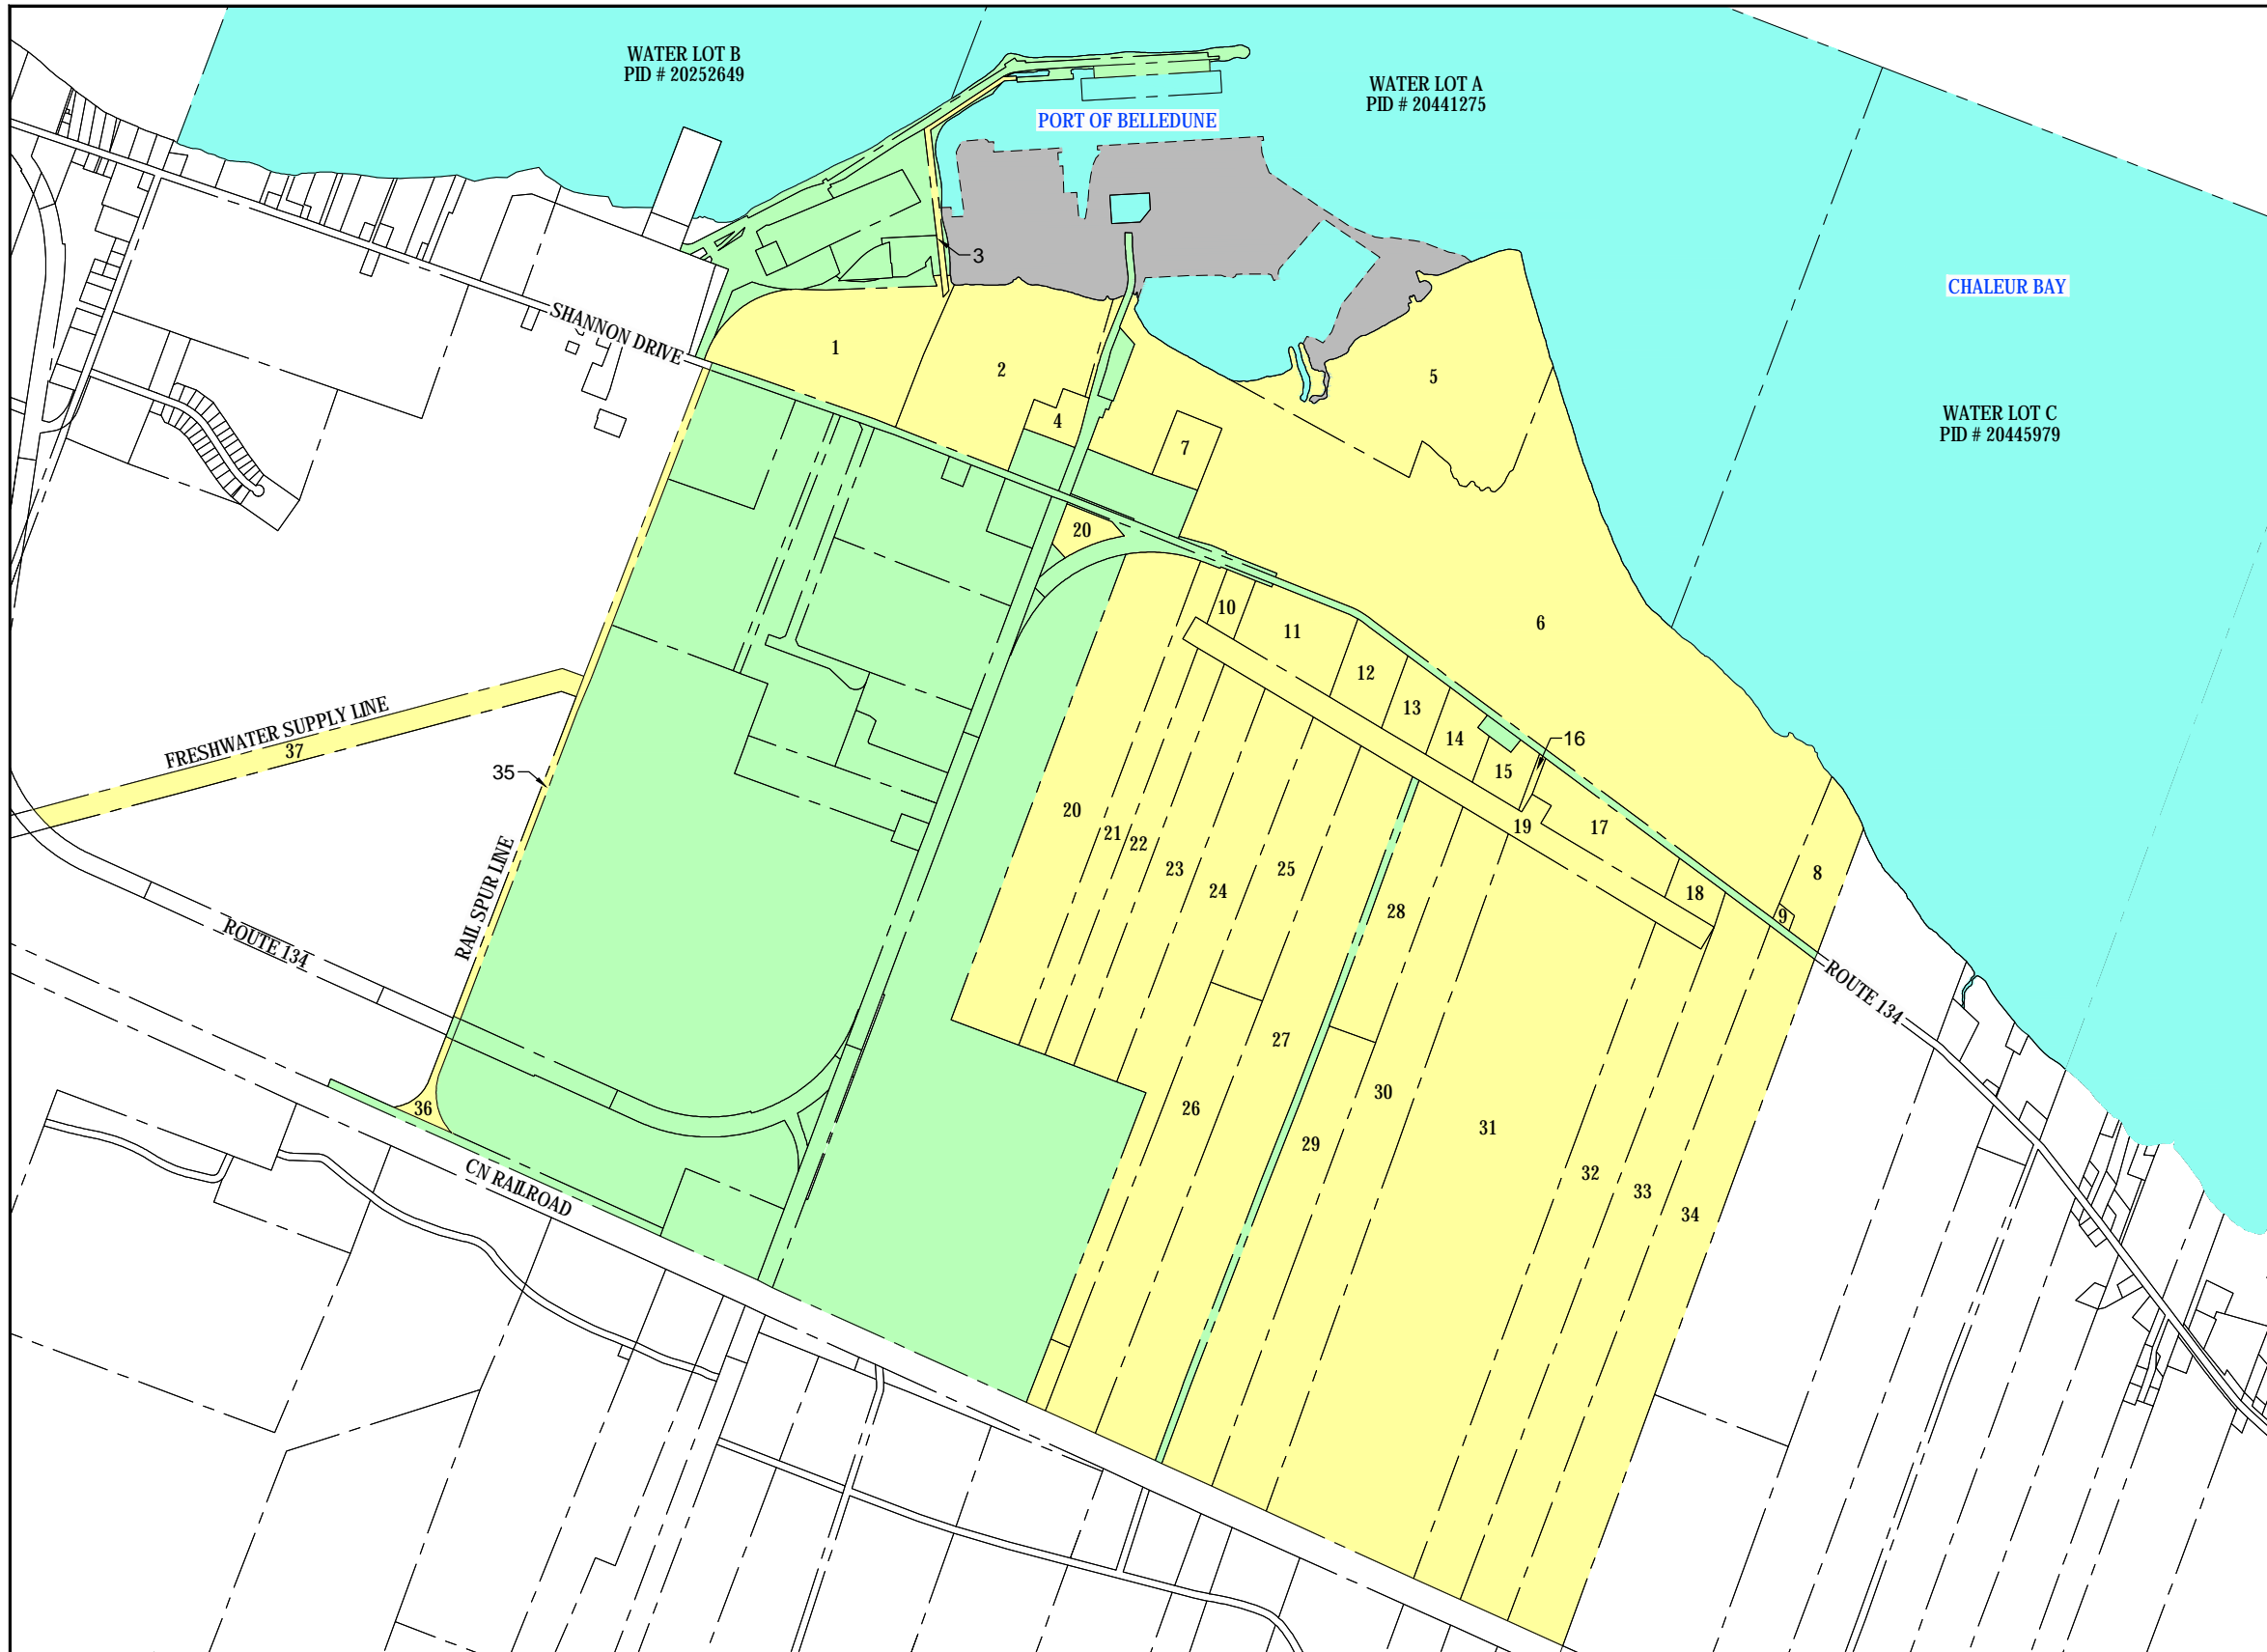 WATER LOT B
PID # 20252649
WATER LOT A
PID # 20441275
PORT OF BELLEDUNE
3
CHALEUR BAY
SHANNON DRIVE
1
2
5
4
WATER LOT C
PID # 20445979
7
20
10
11
6
12
13
14
16
15
FRESHWATER SUPPLY LINE
37
35
20
21
22
19
17
23
25
24
8
18
28
9
RAIL SPUR LINE
ROUTE 134
ROUTE 134
27
30
36
26
31
29
CN RAILROAD
32
33
34